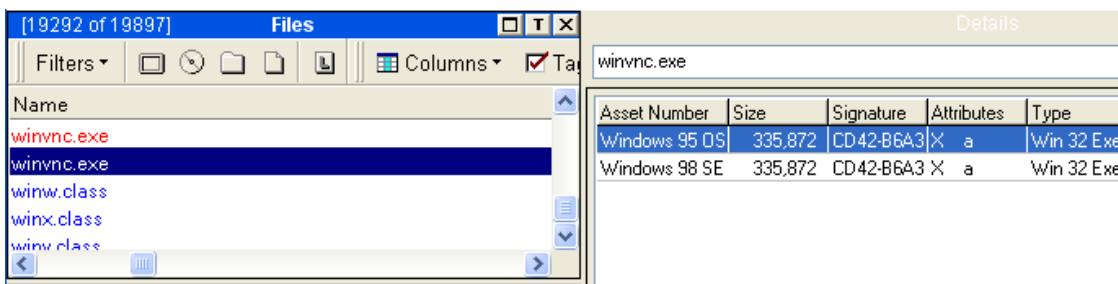 [19292 of 19897] Files T X
Details
Filters L Columns Tag
winvnc.exe
Name
winvnc.exe
winvnc.exe
winw.class
winx.class
winy.class
Asset Number Size Signature Attributes Type
Windows 95 OS 335,872 CD42-B6A3 X a Win 32 Exe
Windows 98 SE 335,872 CD42-B6A3 X a Win 32 Exe